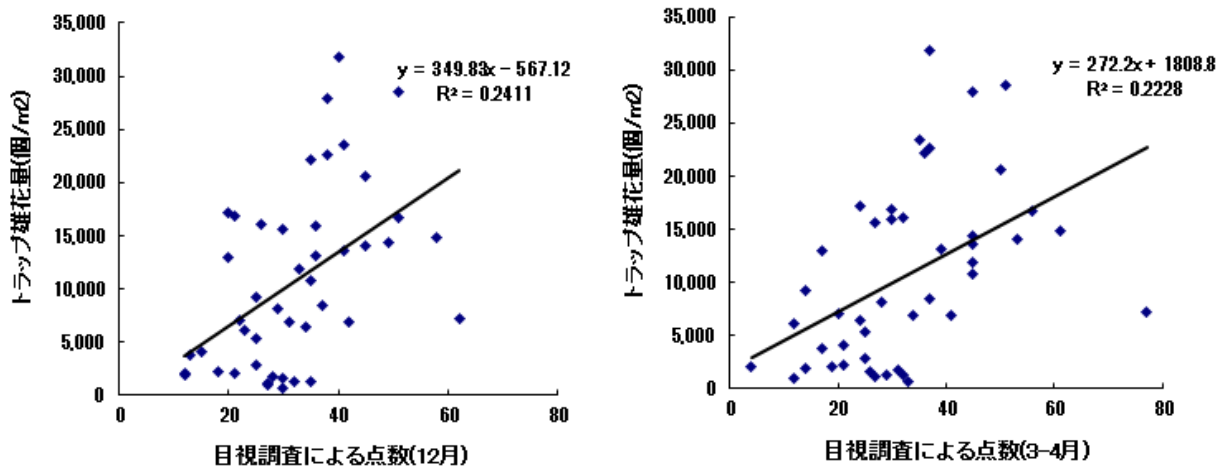 トラップ雄花量(個/m2)
35,000
30,000
25,000
20,000
15,000
10,000
5,000
0
y = 349.83x − 567.12
R² = 0.2411
0 20 40 60 80
目視調査による点数(12月)
トラップ雄花量(個/m2)
35,000
30,000
25,000
20,000
15,000
10,000
5,000
0
y = 272.2x + 1808.8
R² = 0.2228
0 20 40 60 80
目視調査による点数(3-4月)